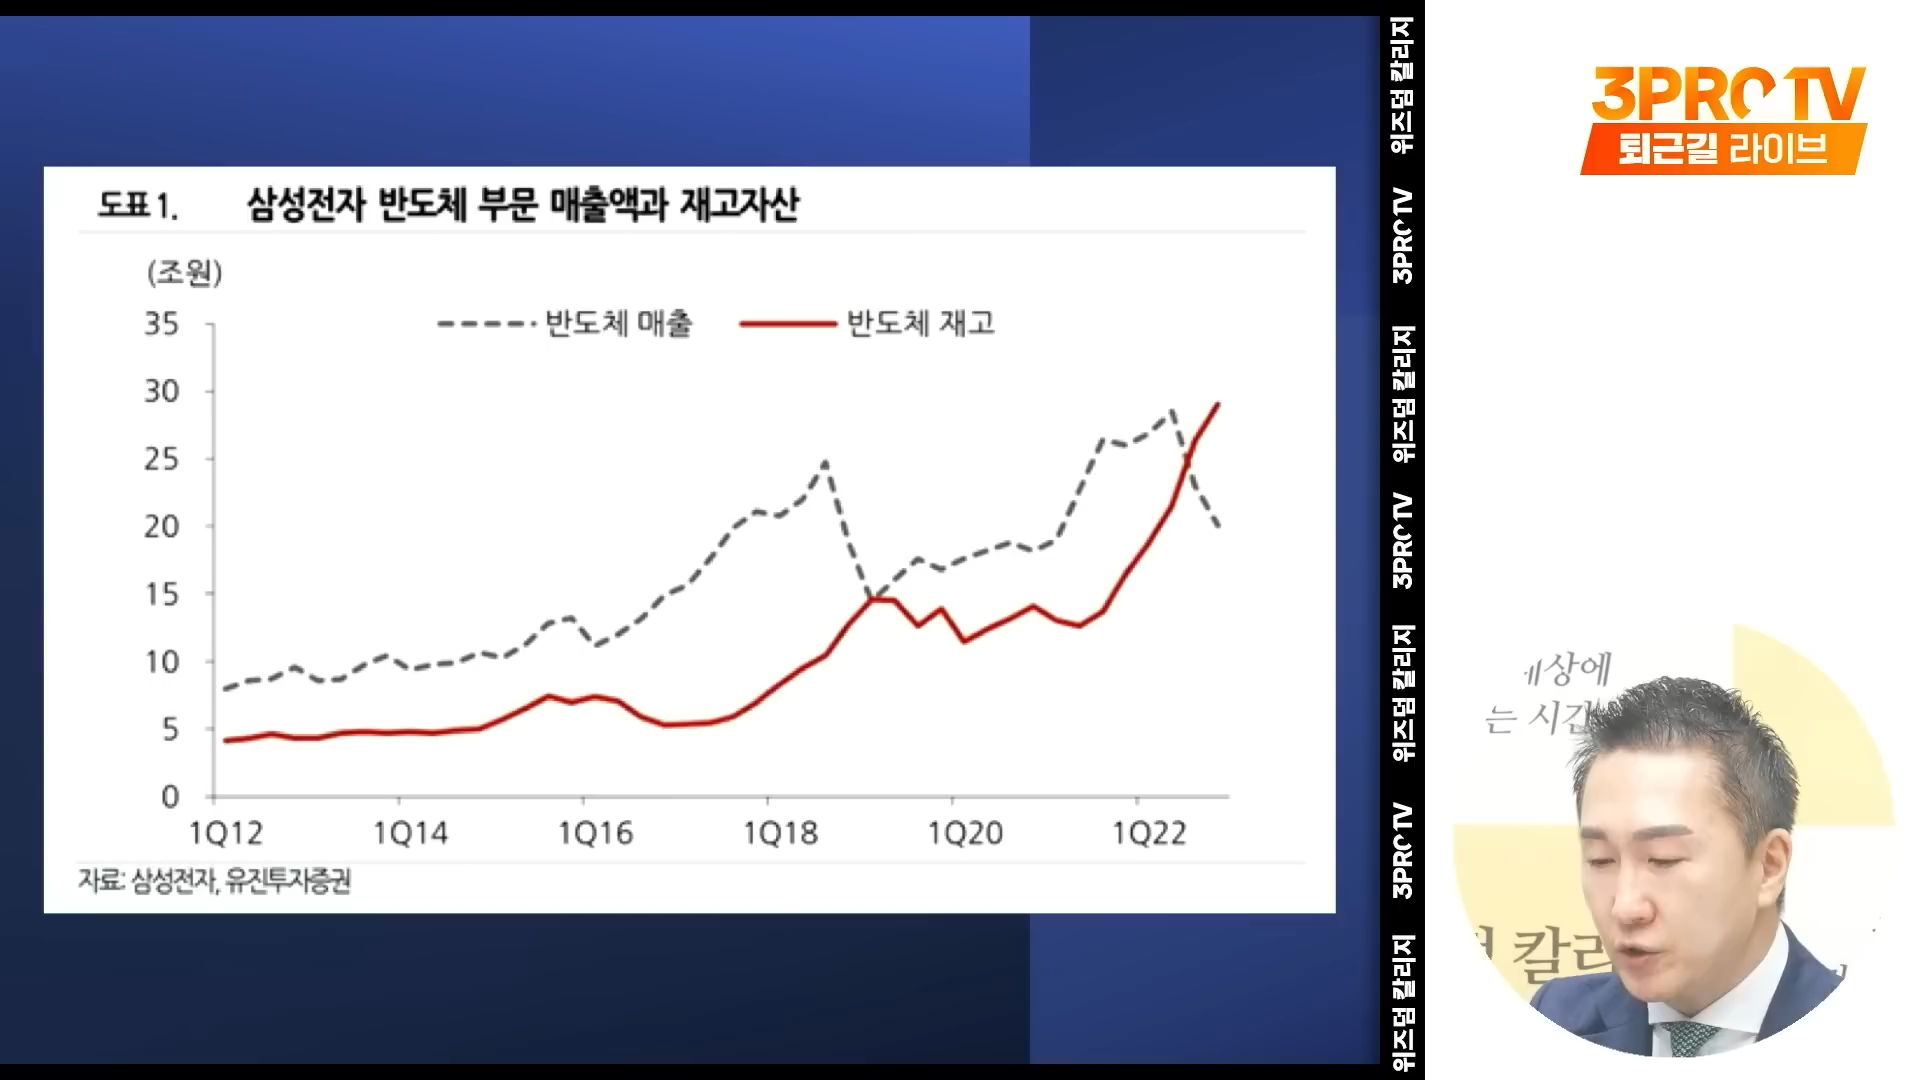 도표 1. 삼성전자 반도체 부문 매출액과 재고자산
(조원)
반도체 매출 반도체 재고
35
30
25
20
15
10
5
0
1Q12 1Q14 1Q16 1Q18 1Q20 1Q22
자료: 삼성전자, 유진투자증권
위즈덤 칼리지
3PROTV
위즈덤 칼리지
3PROTV
위즈덤 칼리지
3PROTV
위즈덤 칼리지
3PROTV
퇴근길 라이브
는